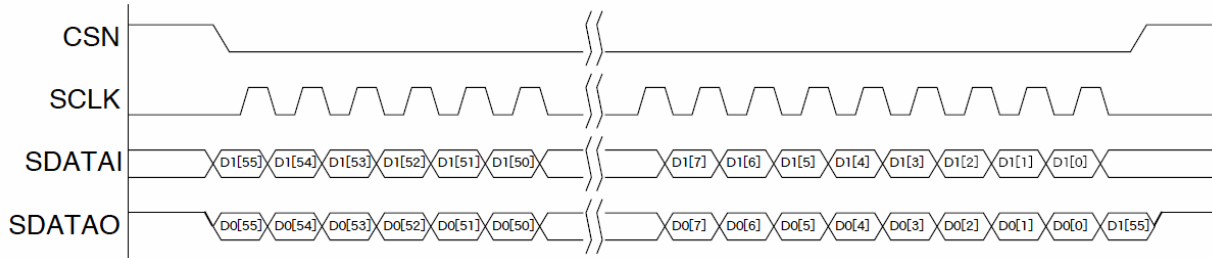 CSN
SCLK
SDATAI D1[55] D1[54] D1[53] D1[52] D1[51] D1[50] D1[7] D1[6] D1[5] D1[4] D1[3] D1[2] D1[1] D1[0]
SDATAO D0[55] D0[54] D0[53] D0[52] D0[51] D0[50] D0[7] D0[6] D0[5] D0[4] D0[3] D0[2] D0[1] D0[0] D1[55]